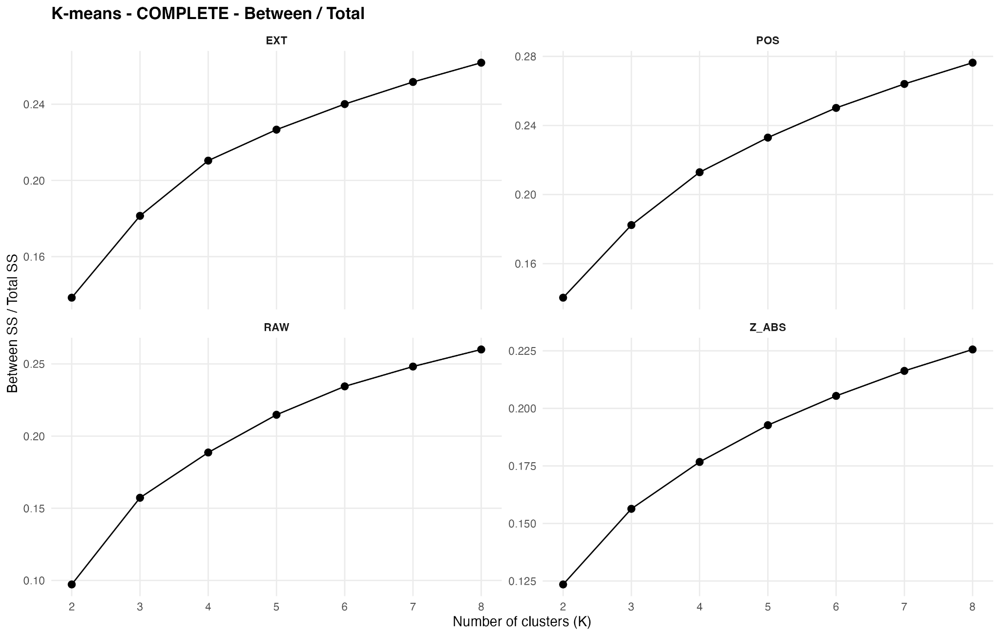 K-means - COMPLETE - Between / Total
EXT
POS
0.24
0.20
0.16
0.28
0.24
0.20
0.16
Between SS / Total SS
RAW
Z_ABS
0.25
0.20
0.15
0.10
0.225
0.200
0.175
0.150
0.125
2 3 4 5 6 7 8
2 3 4 5 6 7 8
Number of clusters (K)